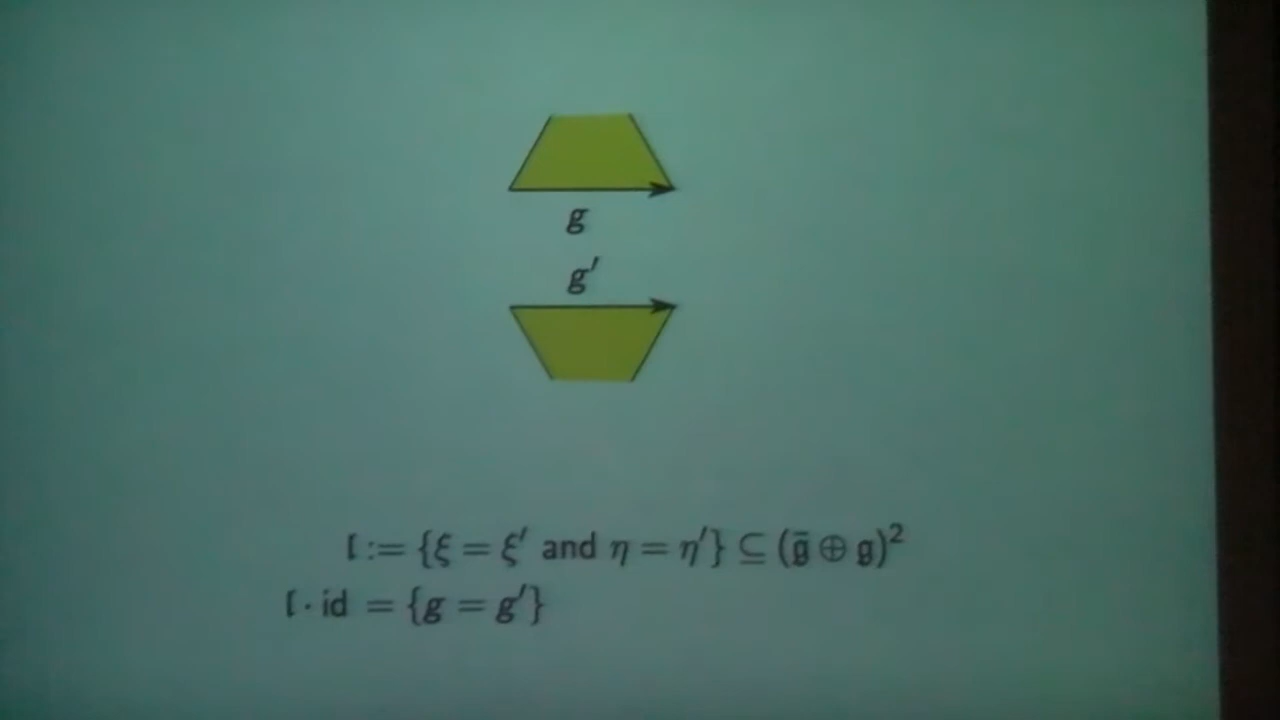 g
g′
𝔩 := {ξ = ξ′ and η = η′} ⊆ (𝔤̄ ⊕ 𝔤)²
𝔩 · id = {g = g′}